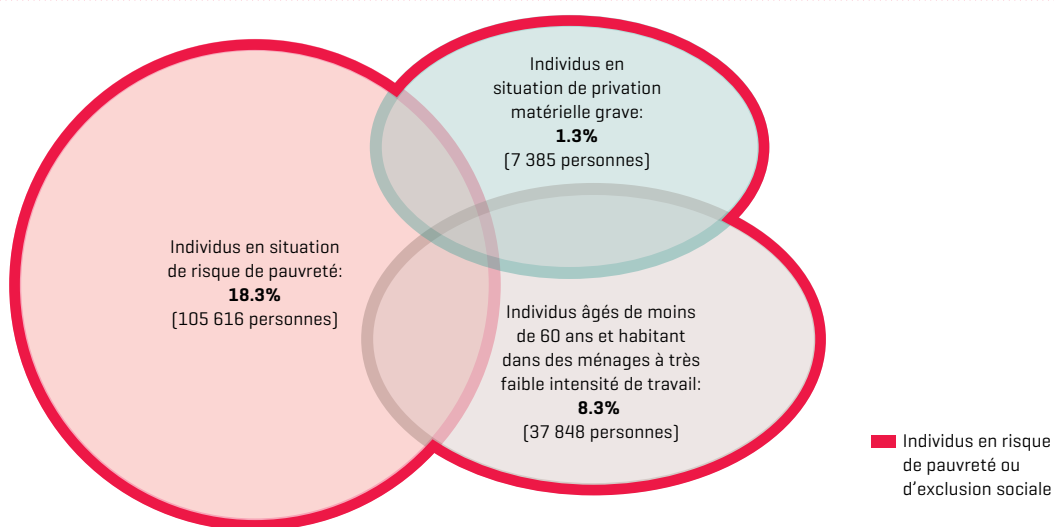 Individus en
situation de privation
matérielle grave:
1.3%
(7 385 personnes)
Individus en situation
de risque de pauvreté:
18.3%
(105 616 personnes)
Individus âgés de moins
de 60 ans et habitant
dans des ménages à très
faible intensité de travail:
8.3%
(37 848 personnes)
Individus en risque
de pauvreté ou
d'exclusion sociale